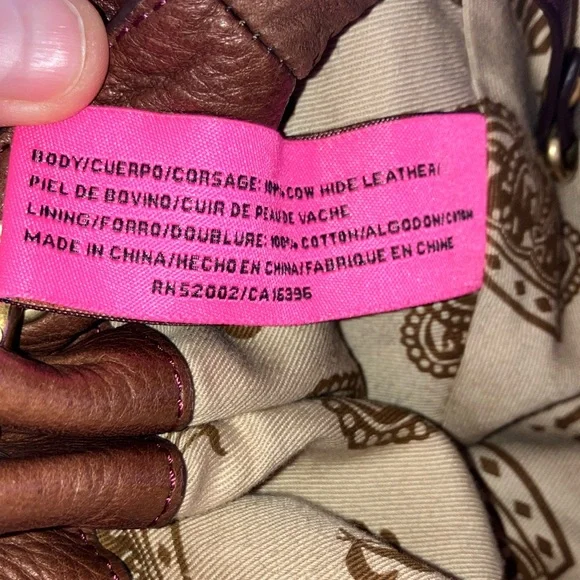 BODY/CUERPO/CORSAGE: 100% COW HIDE LEATHER/
PIEL DE BOVINO/CUIR DE PEAU DE VACHE
LINING/FORRO/DOUBLURE: 100% COTTON/ALGODON/COTON
MADE IN CHINA/HECHO EN CHINA/FABRIQUE EN CHINE
RN52002/CA16396